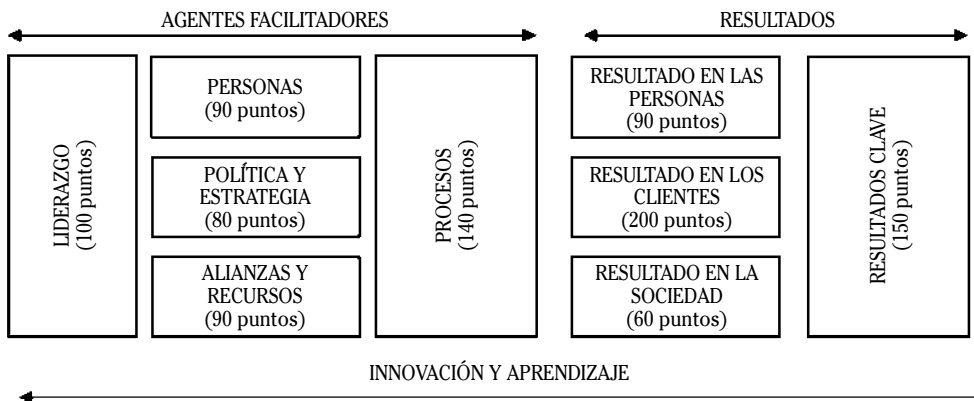 AGENTES FACILITADORES
RESULTADOS
LIDERAZGO
(100 puntos)
PERSONAS
(90 puntos)
POLÍTICA Y
ESTRATEGIA
(80 puntos)
ALIANZAS Y
RECURSOS
(90 puntos)
PROCESOS
(140 puntos)
RESULTADO EN LAS
PERSONAS
(90 puntos)
RESULTADO EN LOS
CLIENTES
(200 puntos)
RESULTADO EN LA
SOCIEDAD
(60 puntos)
RESULTADOS CLAVE
(150 puntos)
INNOVACIÓN Y APRENDIZAJE